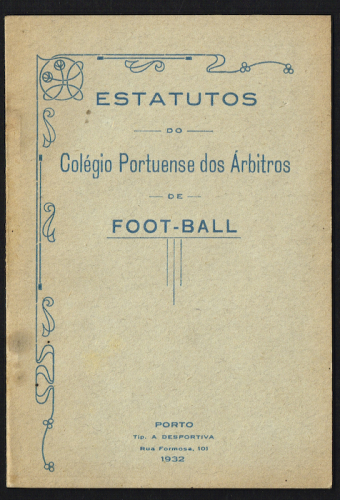 ESTATUTOS
DO
Colégio Portuense dos Árbitros
DE
FOOT-BALL
PORTO
Tip. A DESPORTIVA
Rua Formosa, 101
1932